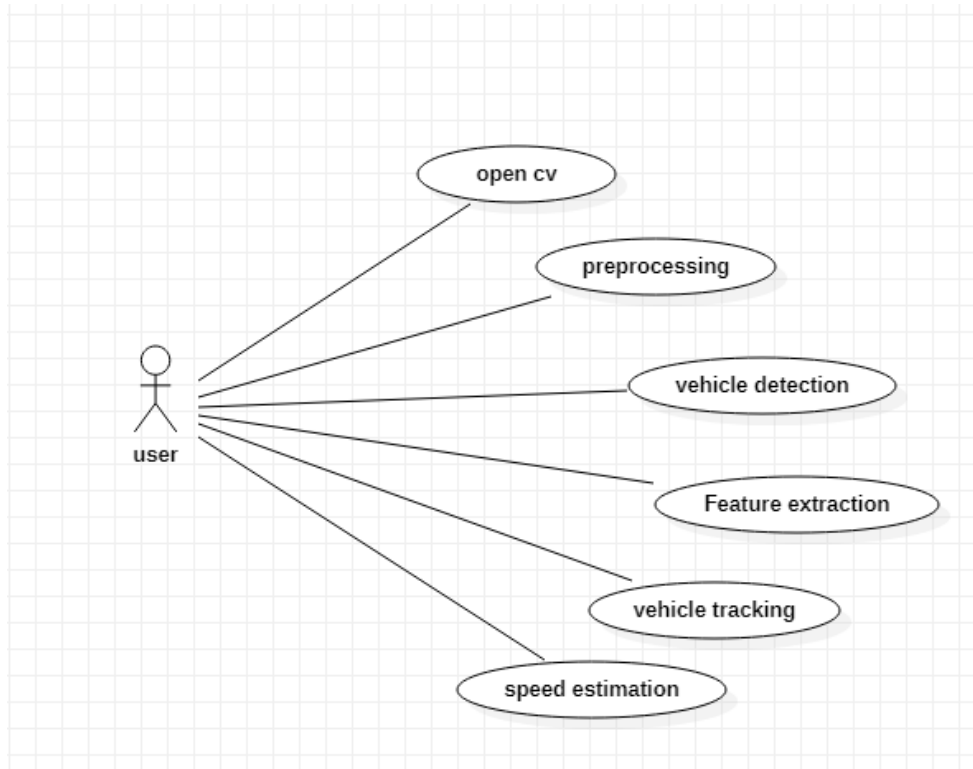 open cv
preprocessing
vehicle detection
user
Feature extraction
vehicle tracking
speed estimation